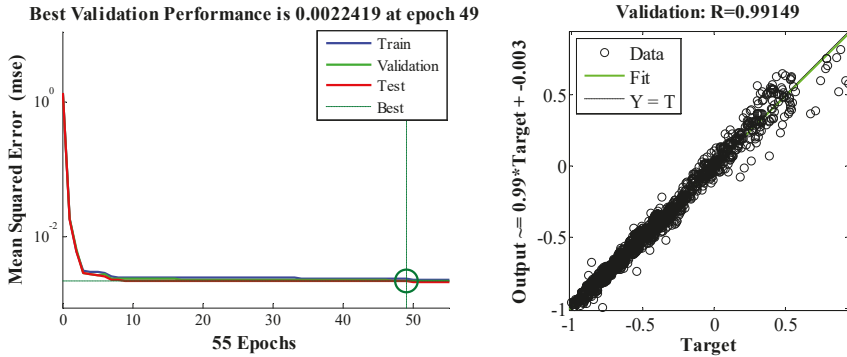 Best Validation Performance is 0.0022419 at epoch 49
Mean Squared Error (mse)
10^0
10^-2
Train
Validation
Test
Best
0
10
20
30
40
50
55 Epochs
Validation: R=0.99149
Output ~= 0.99*Target + -0.003
0.5
0
-0.5
-1
Data
Fit
Y = T
-1
-0.5
0
0.5
Target